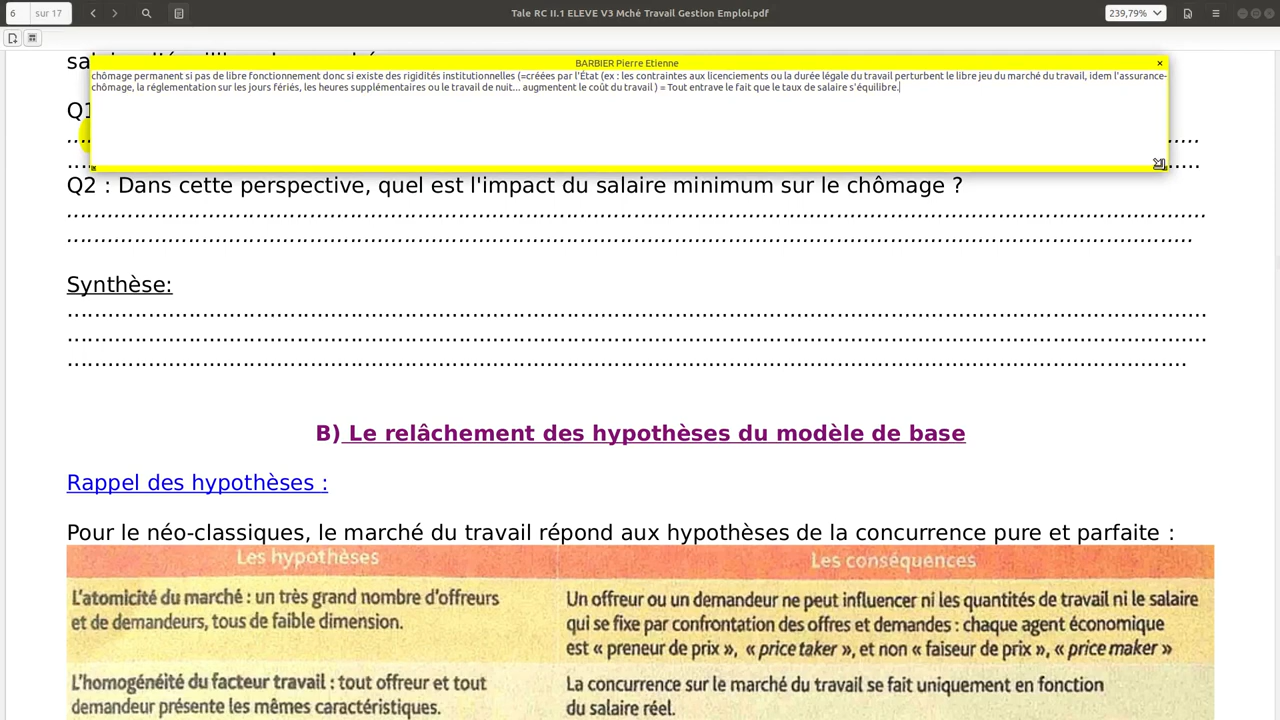 6 sur 17
Tale RC II.1 ELEVE V3 Mché Travail Gestion Emploi.pdf
239,79%
BARBIER Pierre Etienne
chômage permanent si pas de libre fonctionnement donc si existe des rigidités institutionnelles (=créées par l'État (ex : les contraintes aux licenciements ou la durée légale du travail perturbent le libre jeu du marché du travail, idem l'assurance-
chômage, la réglementation sur les jours fériés, les heures supplémentaires ou le travail de nuit... augmentent le coût du travail ) = Tout entrave le fait que le taux de salaire s'équilibre.
Q1
Q2 : Dans cette perspective, quel est l'impact du salaire minimum sur le chômage ?
Synthèse:
B) Le relâchement des hypothèses du modèle de base
Rappel des hypothèses :
Pour le néo-classiques, le marché du travail répond aux hypothèses de la concurrence pure et parfaite :
Les hypothèses
Les conséquences
L'atomicité du marché : un très grand nombre d'offreurs
et de demandeurs, tous de faible dimension.
Un offreur ou un demandeur ne peut influencer ni les quantités de travail ni le salaire
qui se fixe par confrontation des offres et demandes : chaque agent économique
est « preneur de prix », « price taker », et non « faiseur de prix », « price maker »
L'homogénéité du facteur travail : tout offreur et tout
demandeur présente les mêmes caractéristiques.
La concurrence sur le marché du travail se fait uniquement en fonction
du salaire réel.